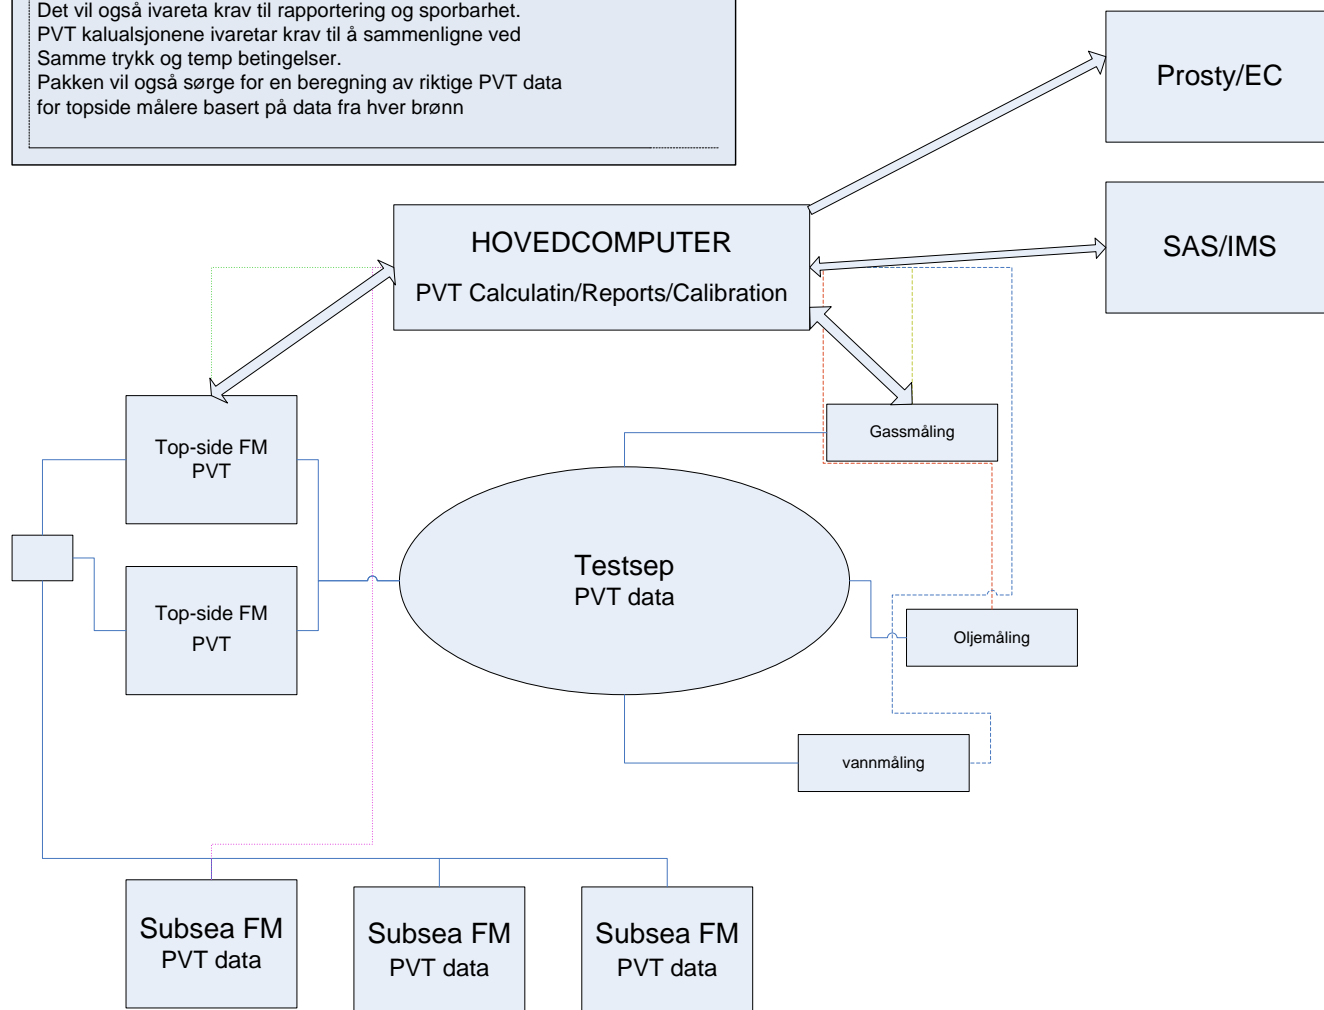 Det vil også ivareta krav til rapportering og sporbarhet.
PVT kalualsjonene ivaretar krav til å sammenligne ved
Samme trykk og temp betingelser.
Pakken vil også sørge for en beregning av riktige PVT data
for topside målere basert på data fra hver brønn
Prosty/EC
SAS/IMS
HOVEDCOMPUTER
PVT Calculatin/Reports/Calibration
Top-side FM
PVT
Gassmåling
Testsep
PVT data
Top-side FM
PVT
Oljemåling
vannmåling
Subsea FM
PVT data
Subsea FM
PVT data
Subsea FM
PVT data